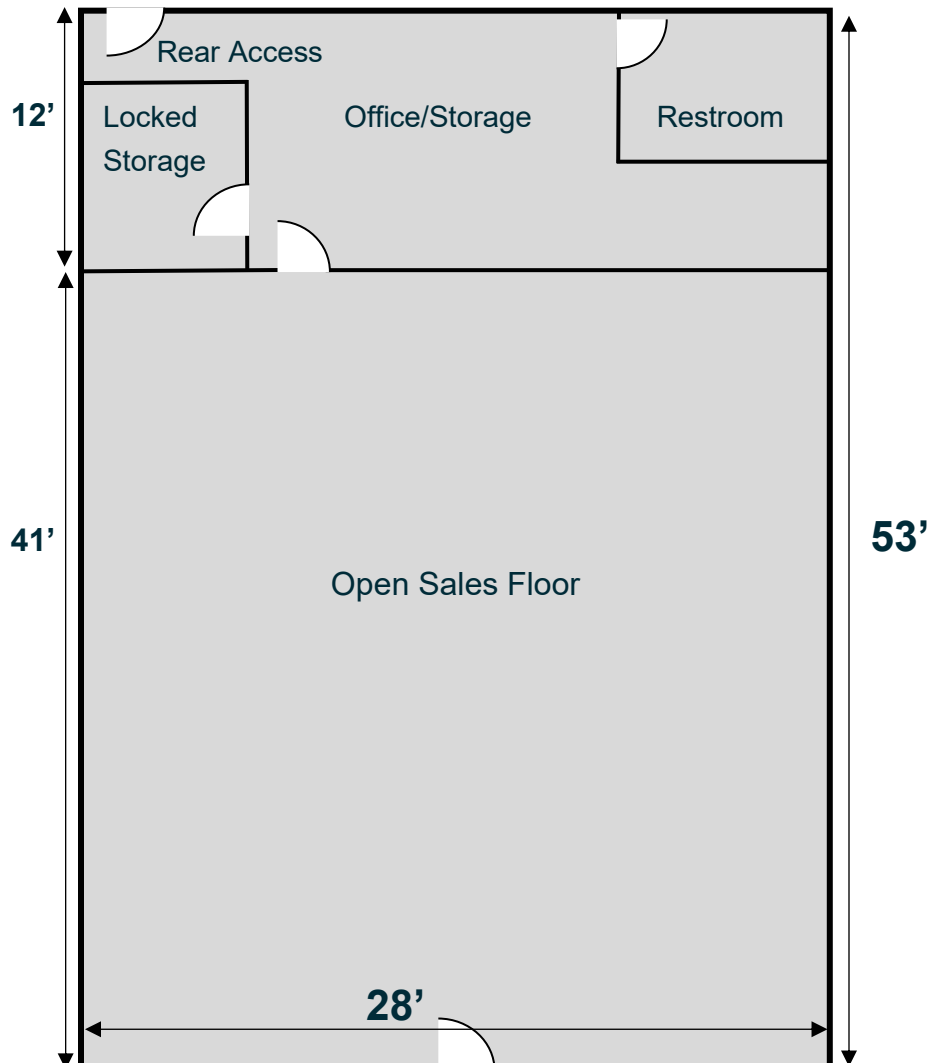 Rear Access
12’
Locked
Storage
Office/Storage
Restroom
41’
53’
Open Sales Floor
28’